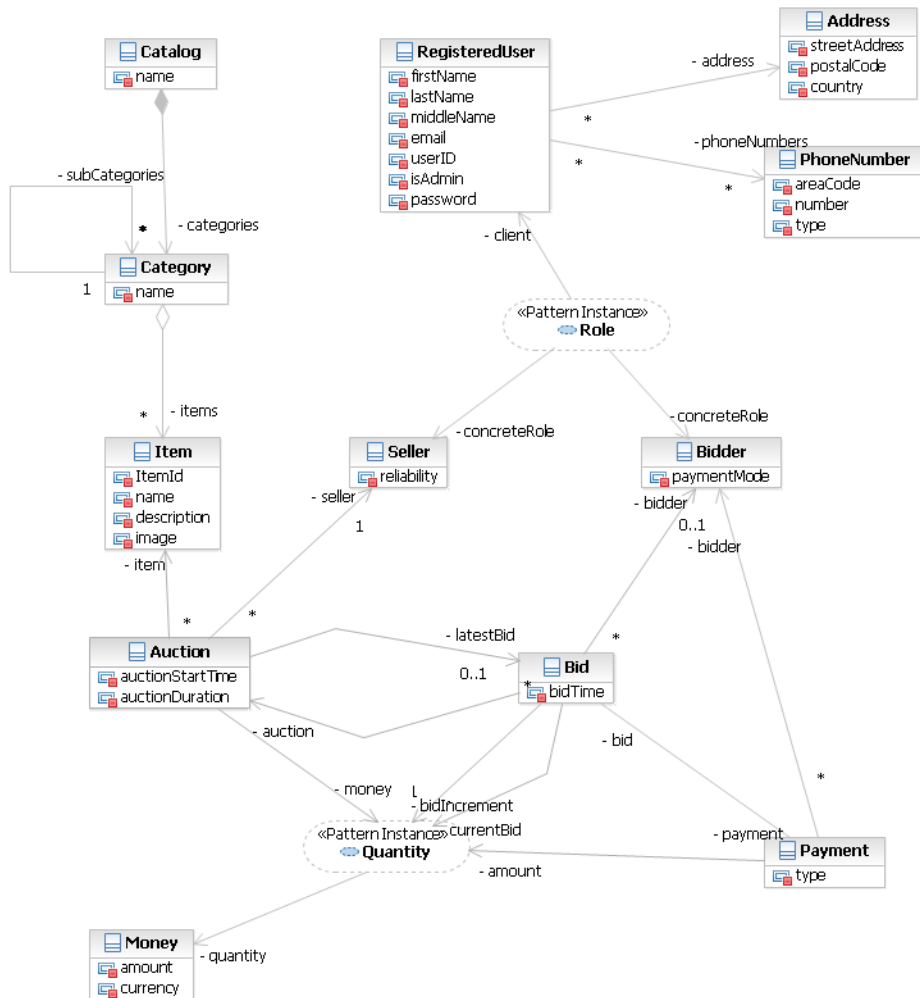 Catalog
name
- subCategories
*
- categories
Category
1
name
*
- items
Item
ItemId
name
description
image
- item
*
RegisteredUser
firstName
lastName
middleName
email
userID
isAdmin
password
- address
*
Address
streetAddress
postalCode
country
- phoneNumbers
*
*
PhoneNumber
areaCode
number
type
- client
«Pattern Instance»
Role
- concreteRole
- concreteRole
Seller
reliability
- seller
1
*
Bidder
paymentMode
- bidder
0..1
- bidder
*
Auction
auctionStartTime
auctionDuration
- latestBid
0..1
Bid
*
bidTime
- auction
- bid
*
- money
1
- bidIncrement
currentBid
«Pattern Instance»
Quantity
- payment
- amount
Payment
type
Money
amount
currency
- quantity